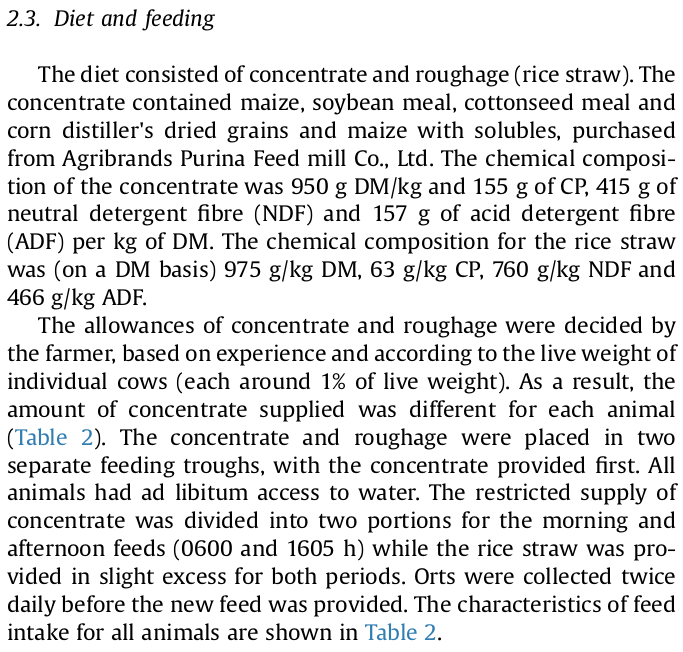 2.3. Diet and feeding
The diet consisted of concentrate and roughage (rice straw). The
concentrate contained maize, soybean meal, cottonseed meal and
corn distiller's dried grains and maize with solubles, purchased
from Agribrands Purina Feed mill Co., Ltd. The chemical composi-
tion of the concentrate was 950 g DM/kg and 155 g of CP, 415 g of
neutral detergent fibre (NDF) and 157 g of acid detergent fibre
(ADF) per kg of DM. The chemical composition for the rice straw
was (on a DM basis) 975 g/kg DM, 63 g/kg CP, 760 g/kg NDF and
466 g/kg ADF.
The allowances of concentrate and roughage were decided by
the farmer, based on experience and according to the live weight of
individual cows (each around 1% of live weight). As a result, the
amount of concentrate supplied was different for each animal
(Table 2). The concentrate and roughage were placed in two
separate feeding troughs, with the concentrate provided first. All
animals had ad libitum access to water. The restricted supply of
concentrate was divided into two portions for the morning and
afternoon feeds (0600 and 1605 h) while the rice straw was pro-
vided in slight excess for both periods. Orts were collected twice
daily before the new feed was provided. The characteristics of feed
intake for all animals are shown in Table 2.